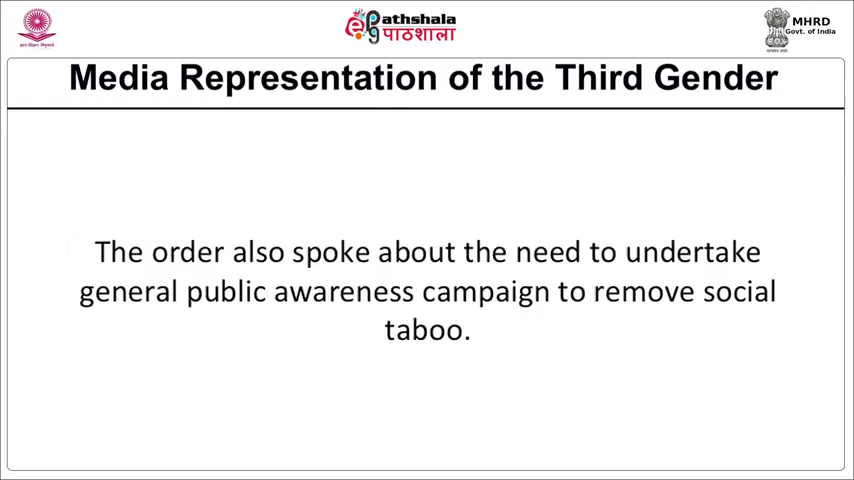 ePathshala
पाठशाला
MHRD
Govt. of India
Media Representation of the Third Gender
The order also spoke about the need to undertake
general public awareness campaign to remove social
taboo.